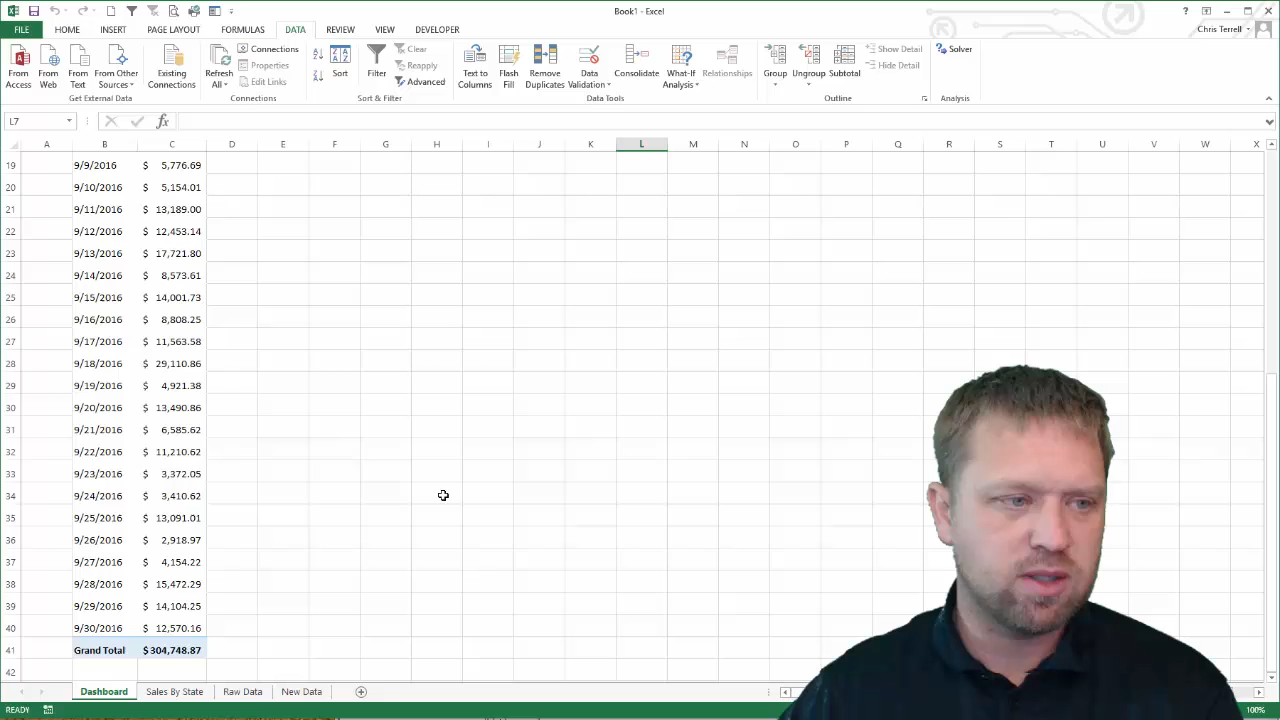 Book1 - Excel
FILE HOME INSERT PAGE LAYOUT FORMULAS DATA REVIEW VIEW DEVELOPER Chris Terrell
From Access
From Web
From Text
From Other Sources
Existing Connections
Get External Data
Refresh All
Connections
Properties
Edit Links
Connections
Sort
Filter
Clear
Reapply
Advanced
Sort & Filter
Text to Columns
Flash Fill
Remove Duplicates
Data Validation
Consolidate
What-If Analysis
Relationships
Data Tools
Group
Ungroup
Subtotal
Show Detail
Hide Detail
Outline
Solver
Analysis
L7 fx
A B C D E F G H I J K L M N O P Q R S T U V W X
19 9/9/2016 $ 5,776.69
20 9/10/2016 $ 5,154.01
21 9/11/2016 $ 13,189.00
22 9/12/2016 $ 12,453.14
23 9/13/2016 $ 17,721.80
24 9/14/2016 $ 8,573.61
25 9/15/2016 $ 14,001.73
26 9/16/2016 $ 8,808.25
27 9/17/2016 $ 11,563.58
28 9/18/2016 $ 29,110.86
29 9/19/2016 $ 4,921.38
30 9/20/2016 $ 13,490.86
31 9/21/2016 $ 6,585.62
32 9/22/2016 $ 11,210.62
33 9/23/2016 $ 3,372.05
34 9/24/2016 $ 3,410.62
35 9/25/2016 $ 13,091.01
36 9/26/2016 $ 2,918.97
37 9/27/2016 $ 4,154.22
38 9/28/2016 $ 15,472.29
39 9/29/2016 $ 14,104.25
40 9/30/2016 $ 12,570.16
41 Grand Total $ 304,748.87
42
Dashboard Sales By State Raw Data New Data
READY 100%